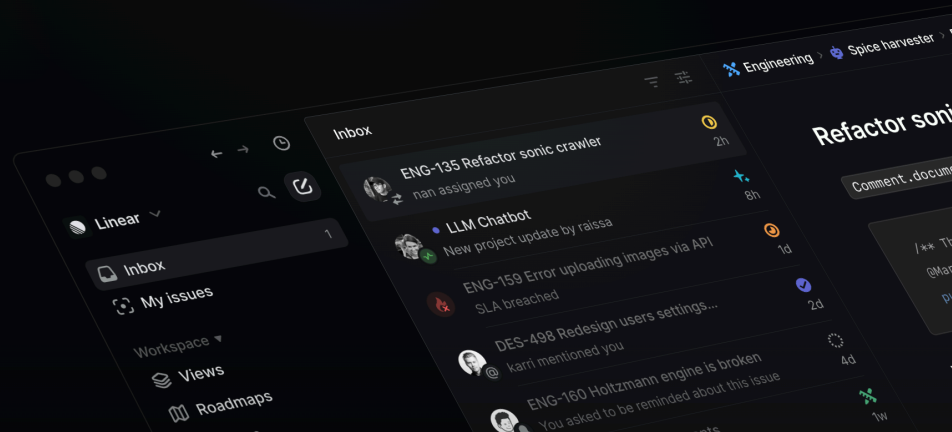 Linear
Inbox
1
My issues
Workspace
Views
Roadmaps
Inbox
ENG-135 Refactor sonic crawler
nan assigned you
2h
LLM Chatbot
New project update by raissa
8h
ENG-159 Error uploading images via API
SLA breached
1d
DES-498 Redesign users settings...
karri mentioned you
2d
ENG-160 Holtzmann engine is broken
You asked to be reminded about this issue
4d
1w
Engineering › Spice harvester ›
Refactor soni
Comment.docume
/** Th
@Mar